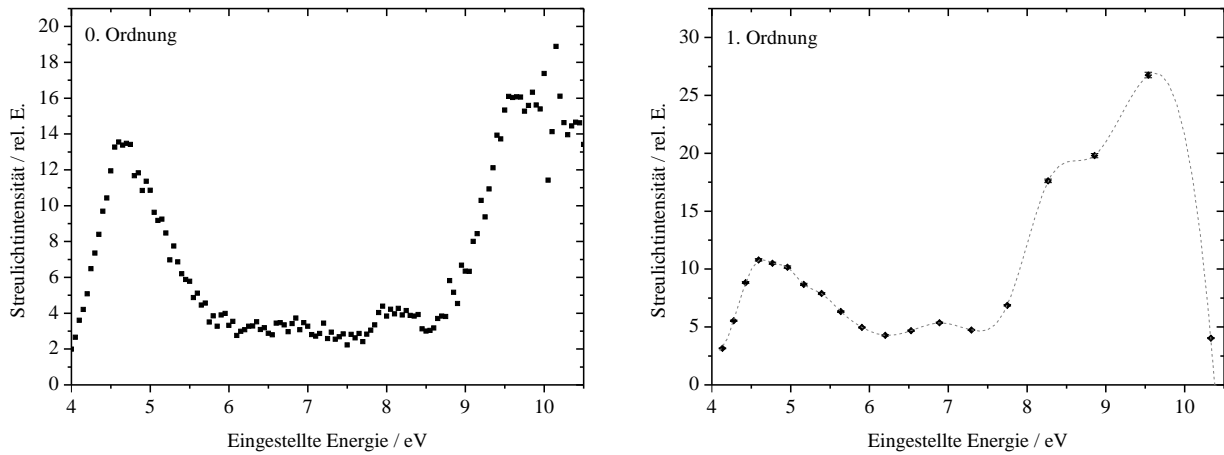 0. Ordnung
Streulichtintensität / rel. E.
20
18
16
14
12
10
8
6
4
2
0
4 5 6 7 8 9 10
Eingestellte Energie / eV
1. Ordnung
Streulichtintensität / rel. E.
30
25
20
15
10
5
0
4 5 6 7 8 9 10
Eingestellte Energie / eV